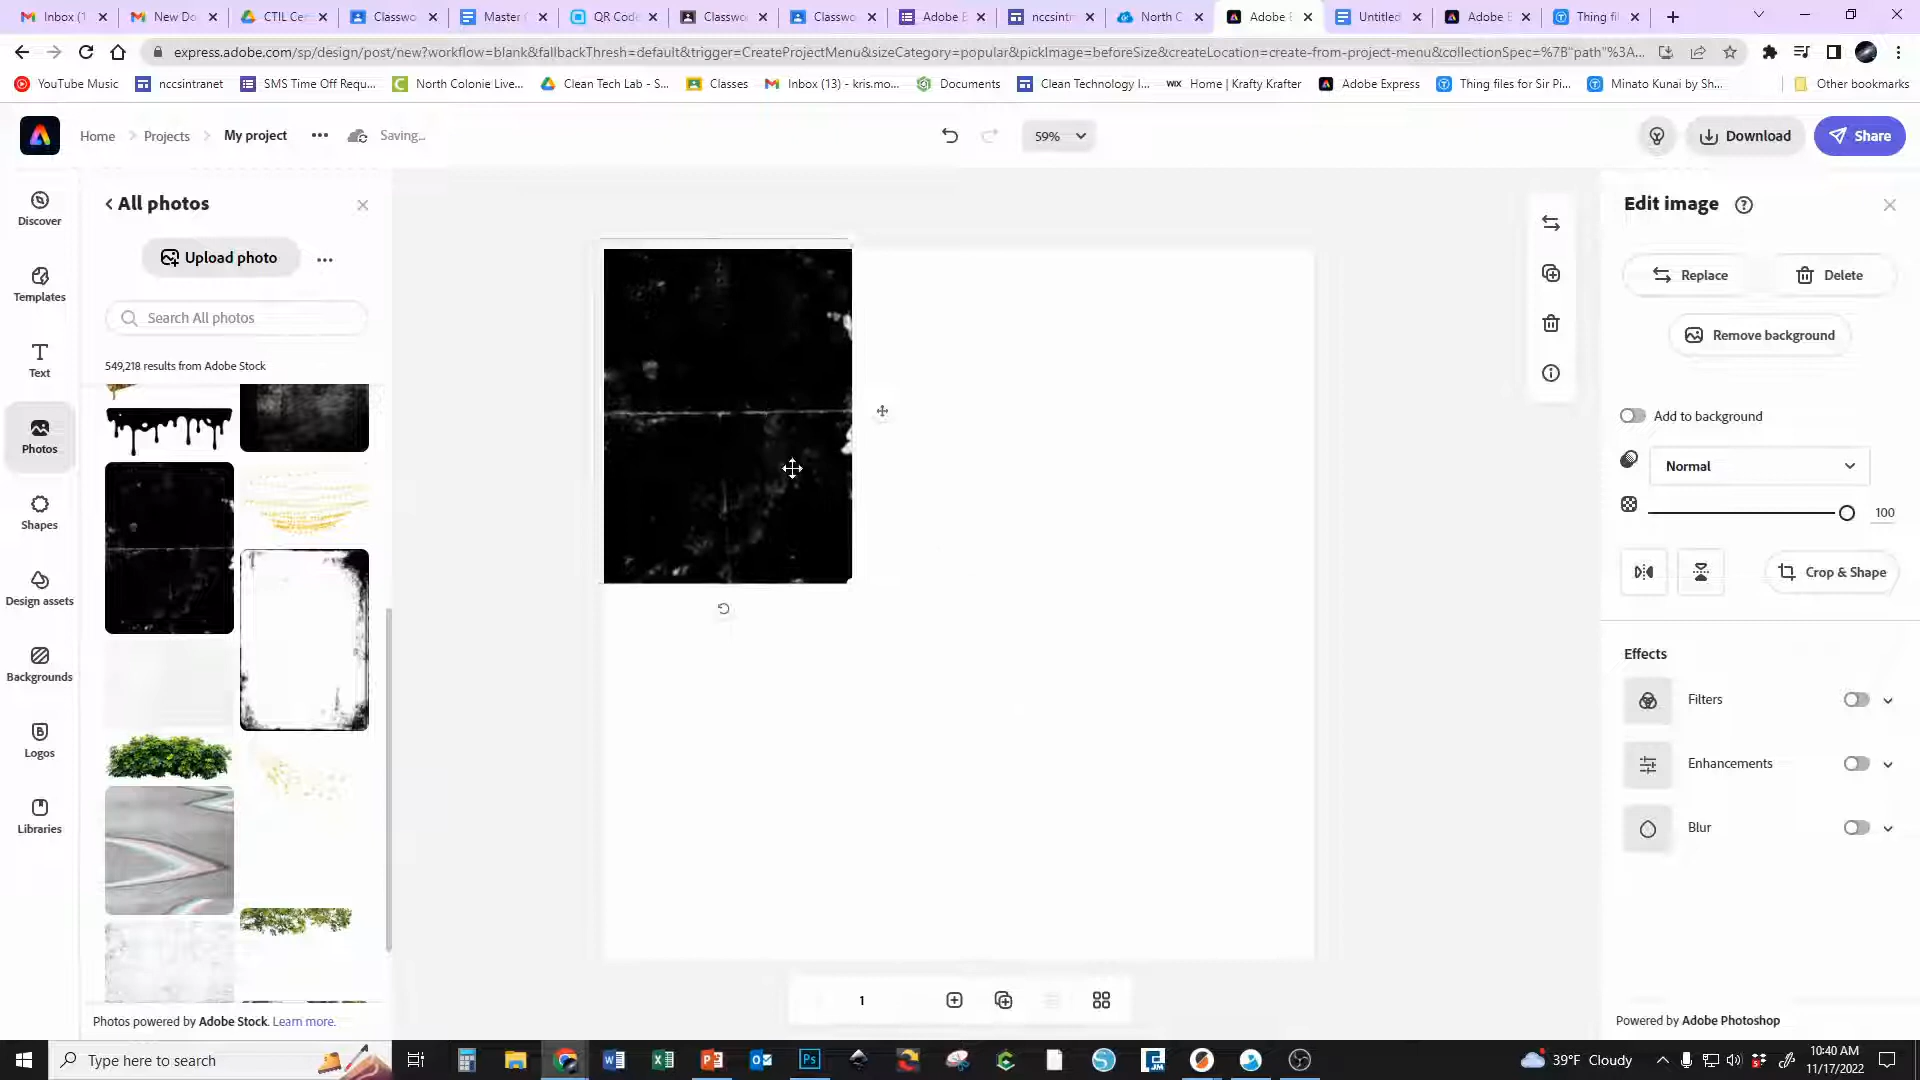 Inbox (1
New Do
CTIL Ce
Classwo
Master
QR Code
Classwo
Classwo
Adobe E
nccsintr
North C
Adobe E
Untitled
Adobe E
Thing fil
express.adobe.com/sp/design/post/new?workflow=blank&fallbackThresh=default&trigger=CreateProjectMenu&sizeCategory=popular&pickImage=beforeSize&createLocation=create-from-project-menu&collectionSpec=%7B"path"%3A...
YouTube Music
nccsintranet
SMS Time Off Requ...
North Colonie Live...
Clean Tech Lab - S...
Classes
Inbox (13) - kris.mo...
Documents
Clean Technology I...
WIX Home | Krafty Krafter
Adobe Express
Thing files for Sir Pi...
Minato Kunai by Sh...
Other bookmarks
Home
Projects
My project
Saving...
59%
Download
Share
Discover
Templates
Text
Photos
Shapes
Design assets
Backgrounds
Logos
Libraries
All photos
Upload photo
Search All photos
549,218 results from Adobe Stock
Photos powered by Adobe Stock. Learn more.
1
Edit image
Replace
Delete
Remove background
Add to background
Normal
100
Crop & Shape
Effects
Filters
Enhancements
Blur
Powered by Adobe Photoshop
Type here to search
39°F Cloudy
10:40 AM
11/17/2022